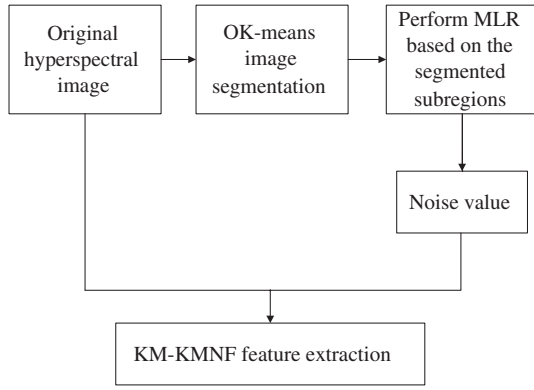 Original
hyperspectral
image
OK-means
image
segmentation
Perform MLR
based on the
segmented
subregions
Noise value
KM-KMNF feature extraction